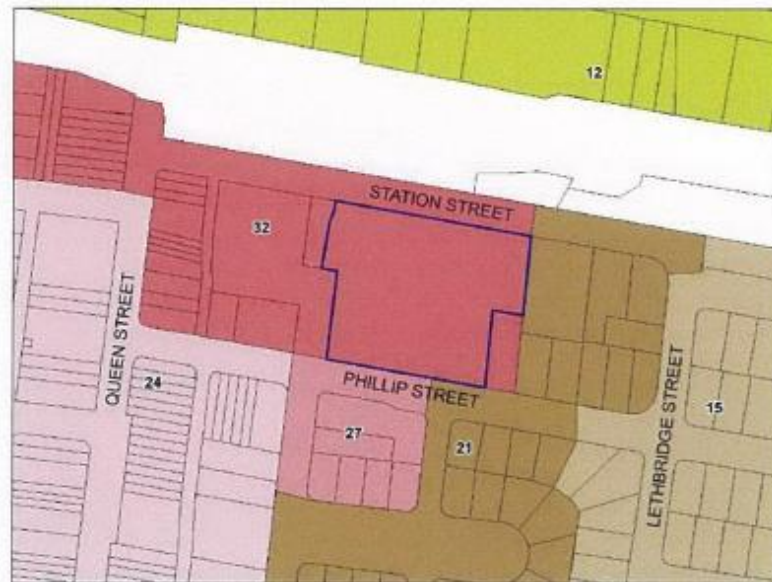 12
STATION STREET
32
QUEEN STREET
PHILLIP STREET
24
27
21
15
LETHBRIDGE STREET